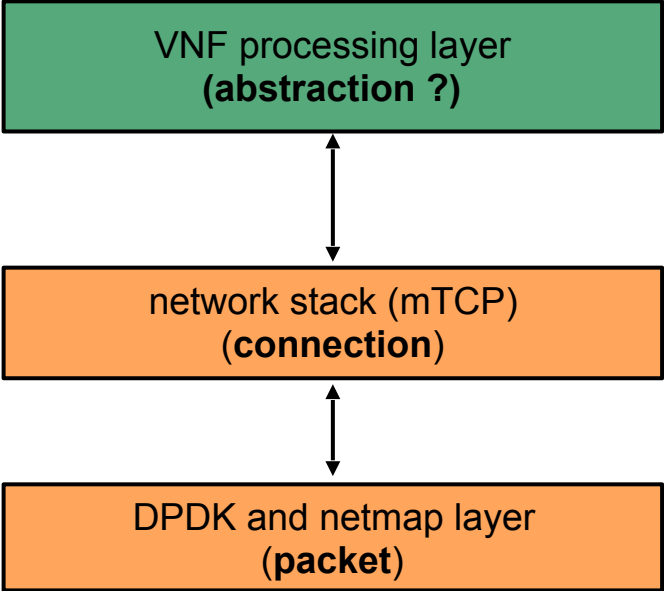 VNF processing layer
(abstraction ?)
network stack (mTCP)
(connection)
DPDK and netmap layer
(packet)